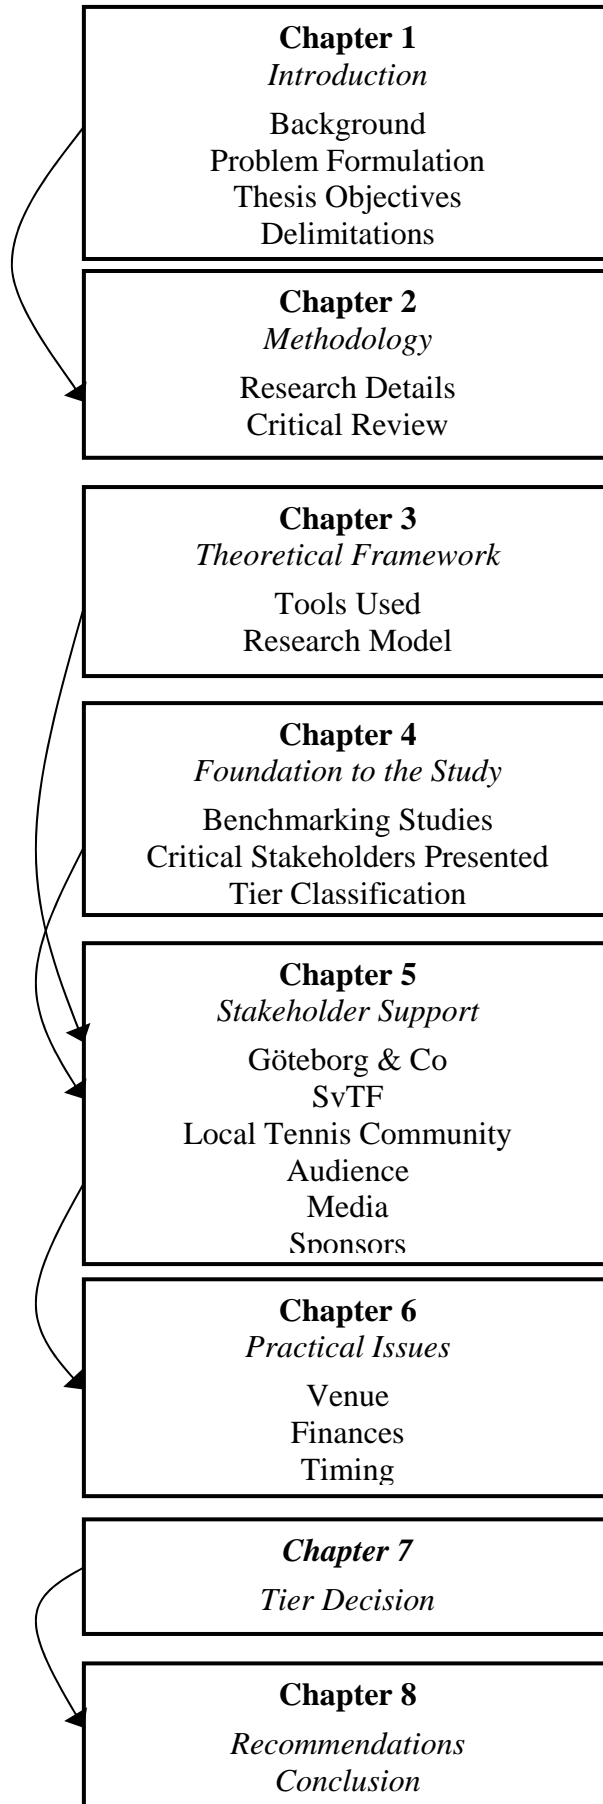 Chapter 1
Introduction
Background
Problem Formulation
Thesis Objectives
Delimitations
Chapter 2
Methodology
Research Details
Critical Review
Chapter 3
Theoretical Framework
Tools Used
Research Model
Chapter 4
Foundation to the Study
Benchmarking Studies
Critical Stakeholders Presented
Tier Classification
Chapter 5
Stakeholder Support
Göteborg & Co
SvTF
Local Tennis Community
Audience
Media
Sponsors
Chapter 6
Practical Issues
Venue
Finances
Timing
Chapter 7
Tier Decision
Chapter 8
Recommendations
Conclusion